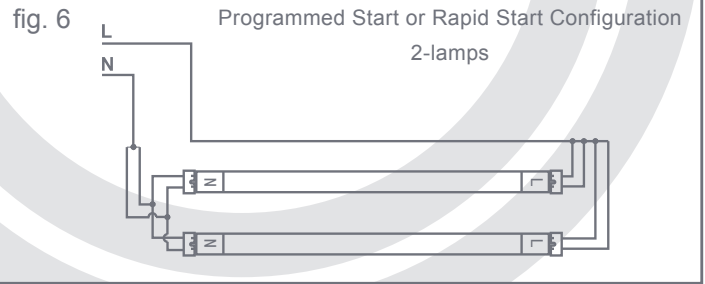 fig. 6
Programmed Start or Rapid Start Configuration
2-lamps
L
N
N
L
N
L